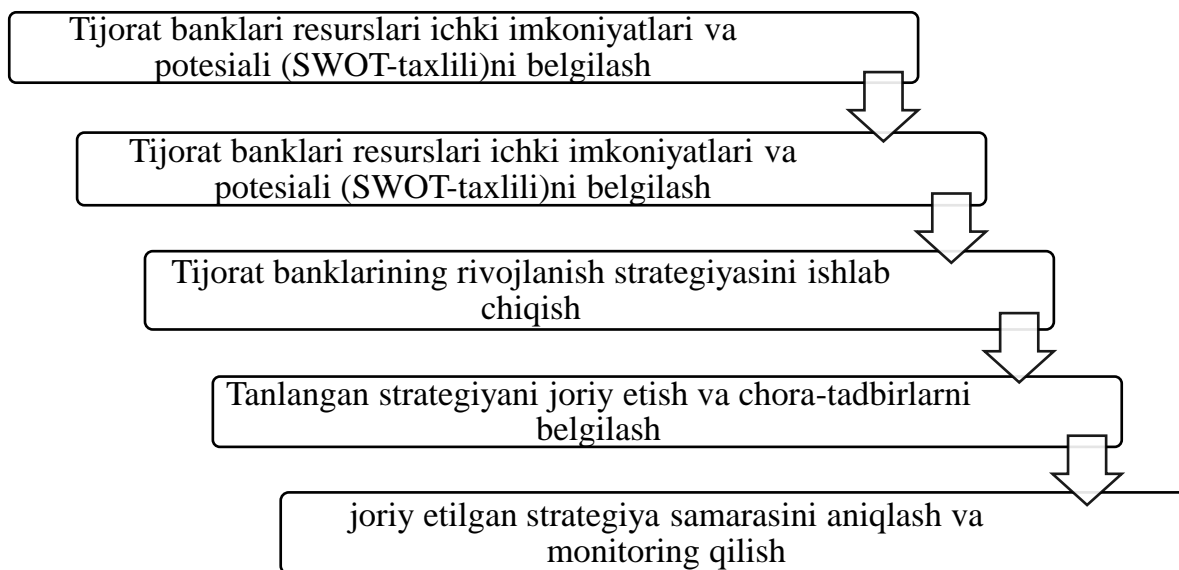 Tijorat banklari resurslari ichki imkoniyatlari va
potesiali (SWOT-taxlili)ni belgilash
Tijorat banklari resurslari ichki imkoniyatlari va
potesiali (SWOT-taxlili)ni belgilash
Tijorat banklarining rivojlanish strategiyasini ishlab
chiqish
Tanlangan strategiyani joriy etish va chora-tadbirlarni
belgilash
joriy etilgan strategiya samarasini aniqlash va
monitoring qilish